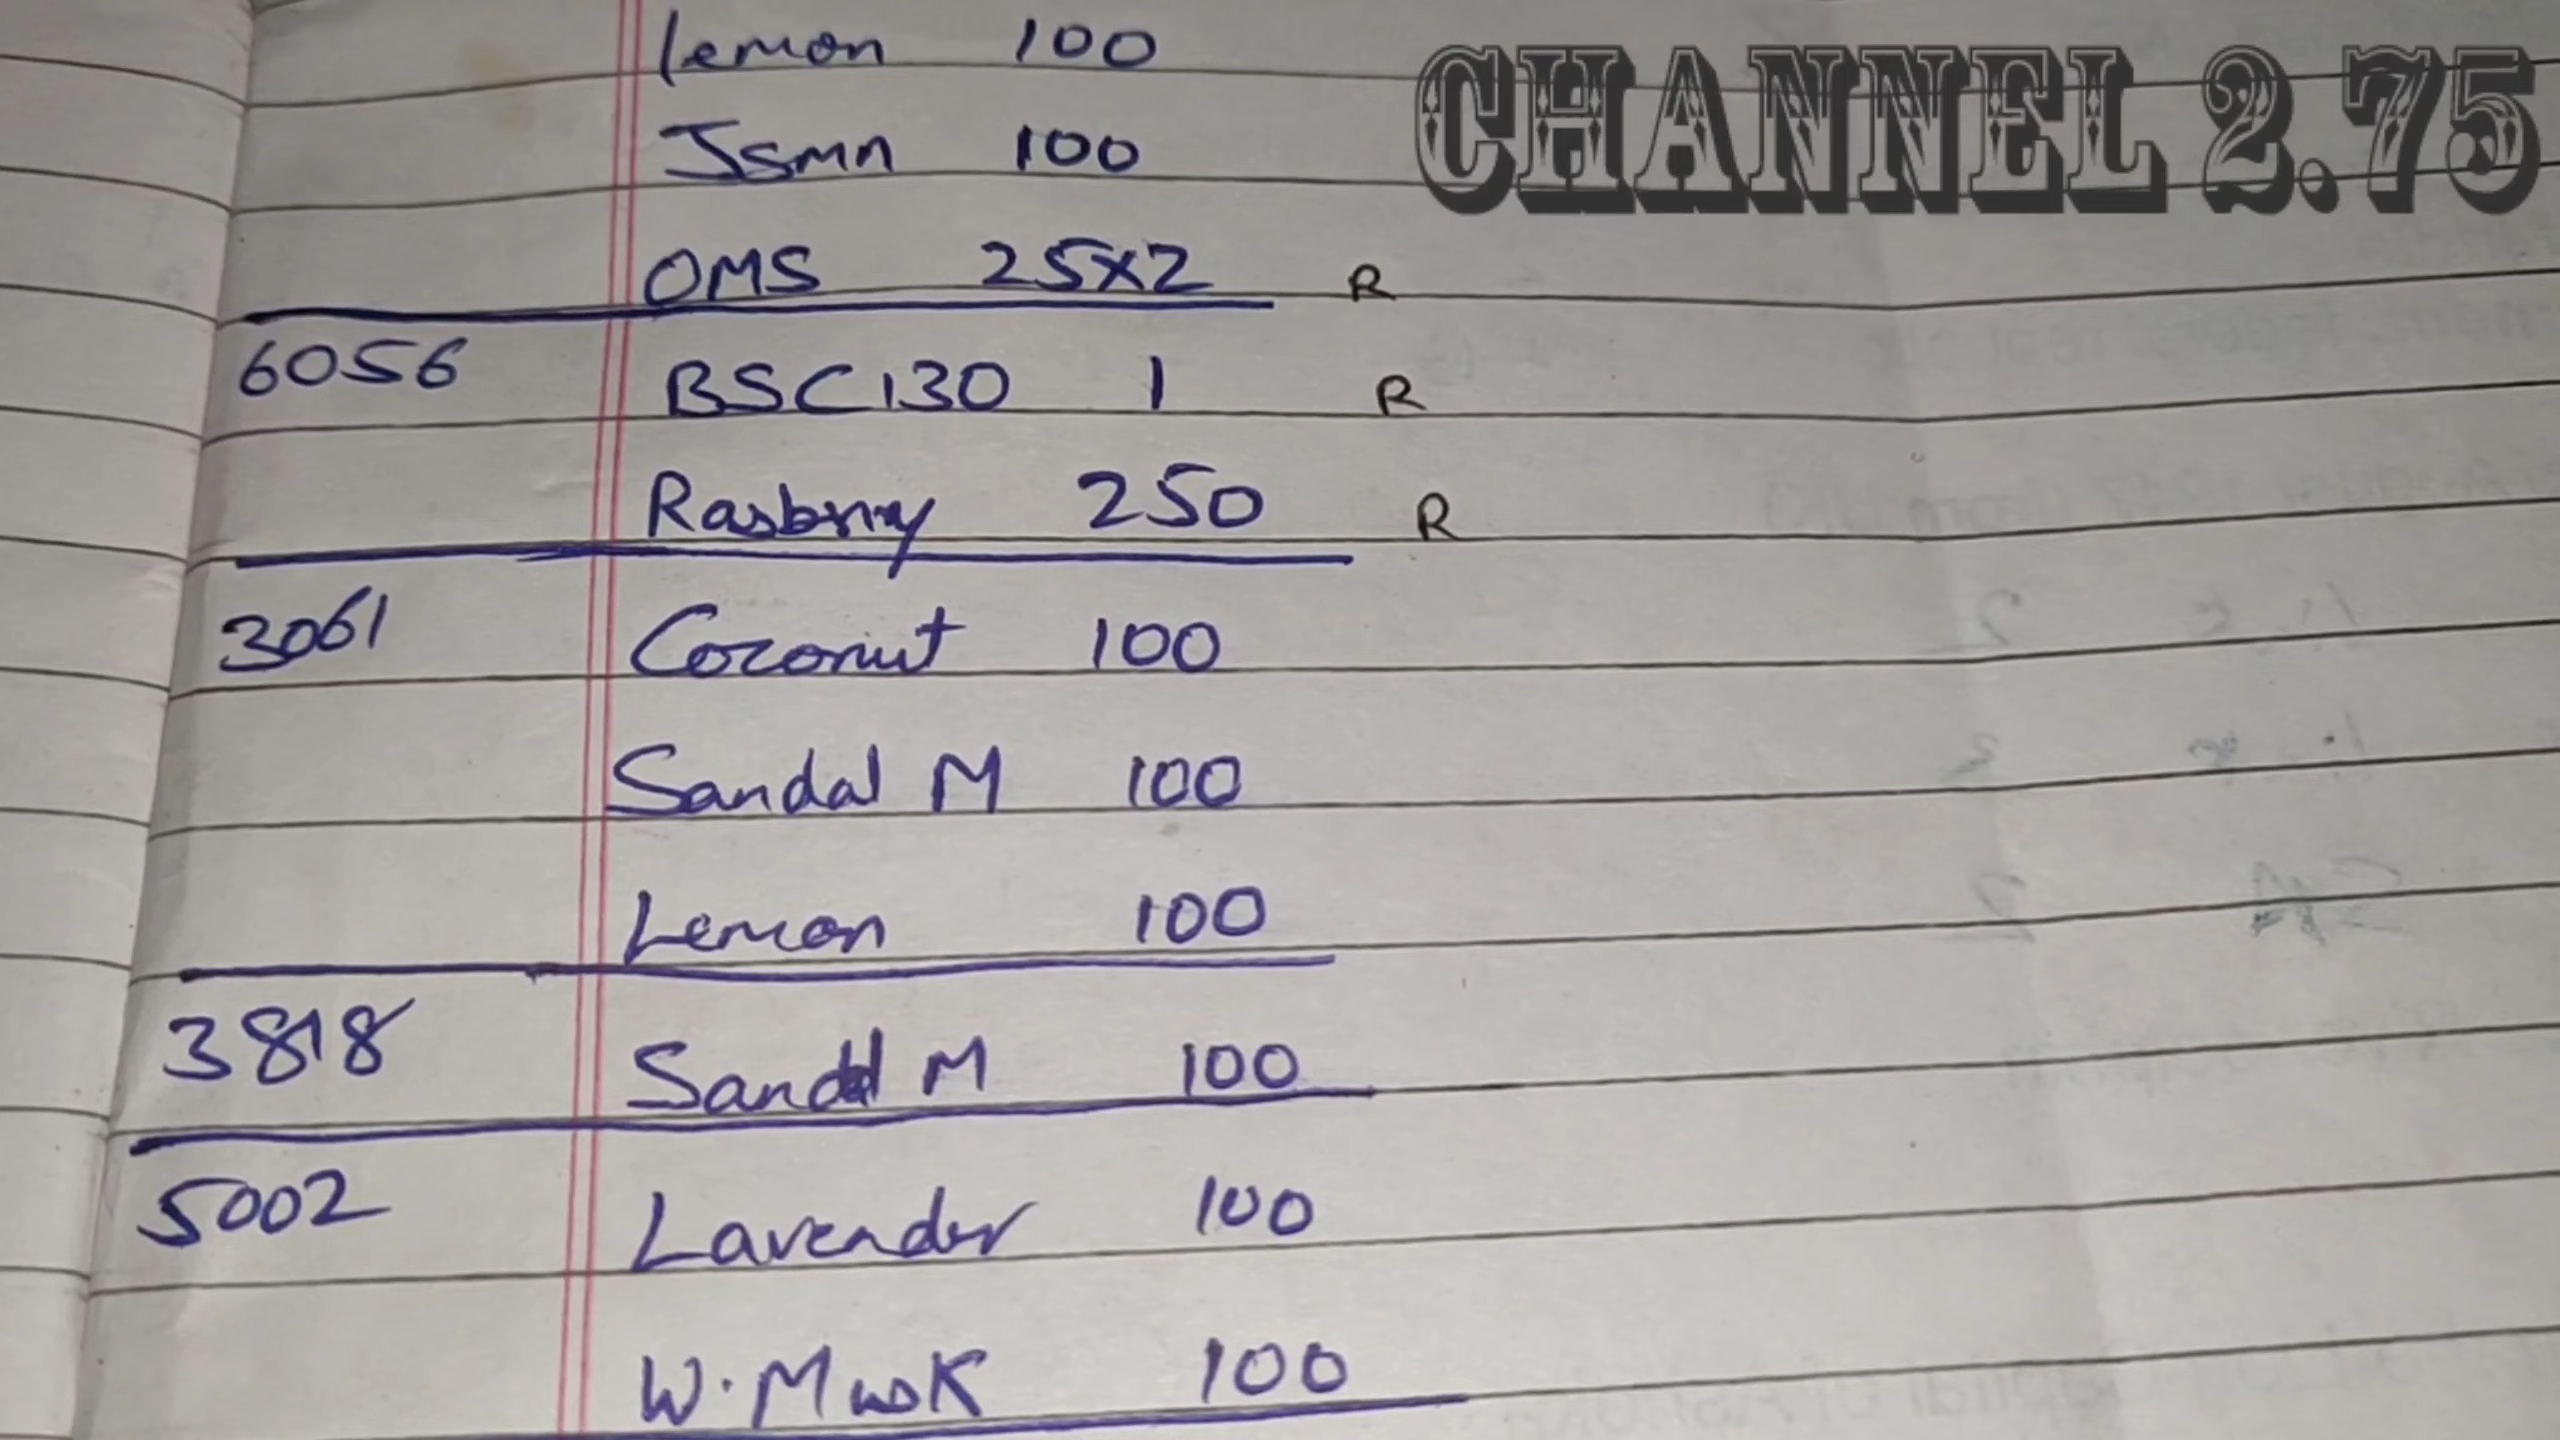 lemon 100
CHANNEL 2.75
Jsmn 100
OMS 25x2 R
6056 BSC130 1 R
Rasbrry 250 R
3061 Coconut 100
Sandal M 100
Lemon 100
3818 Sandal M 100
5002 Lavender 100
W. Musk 100